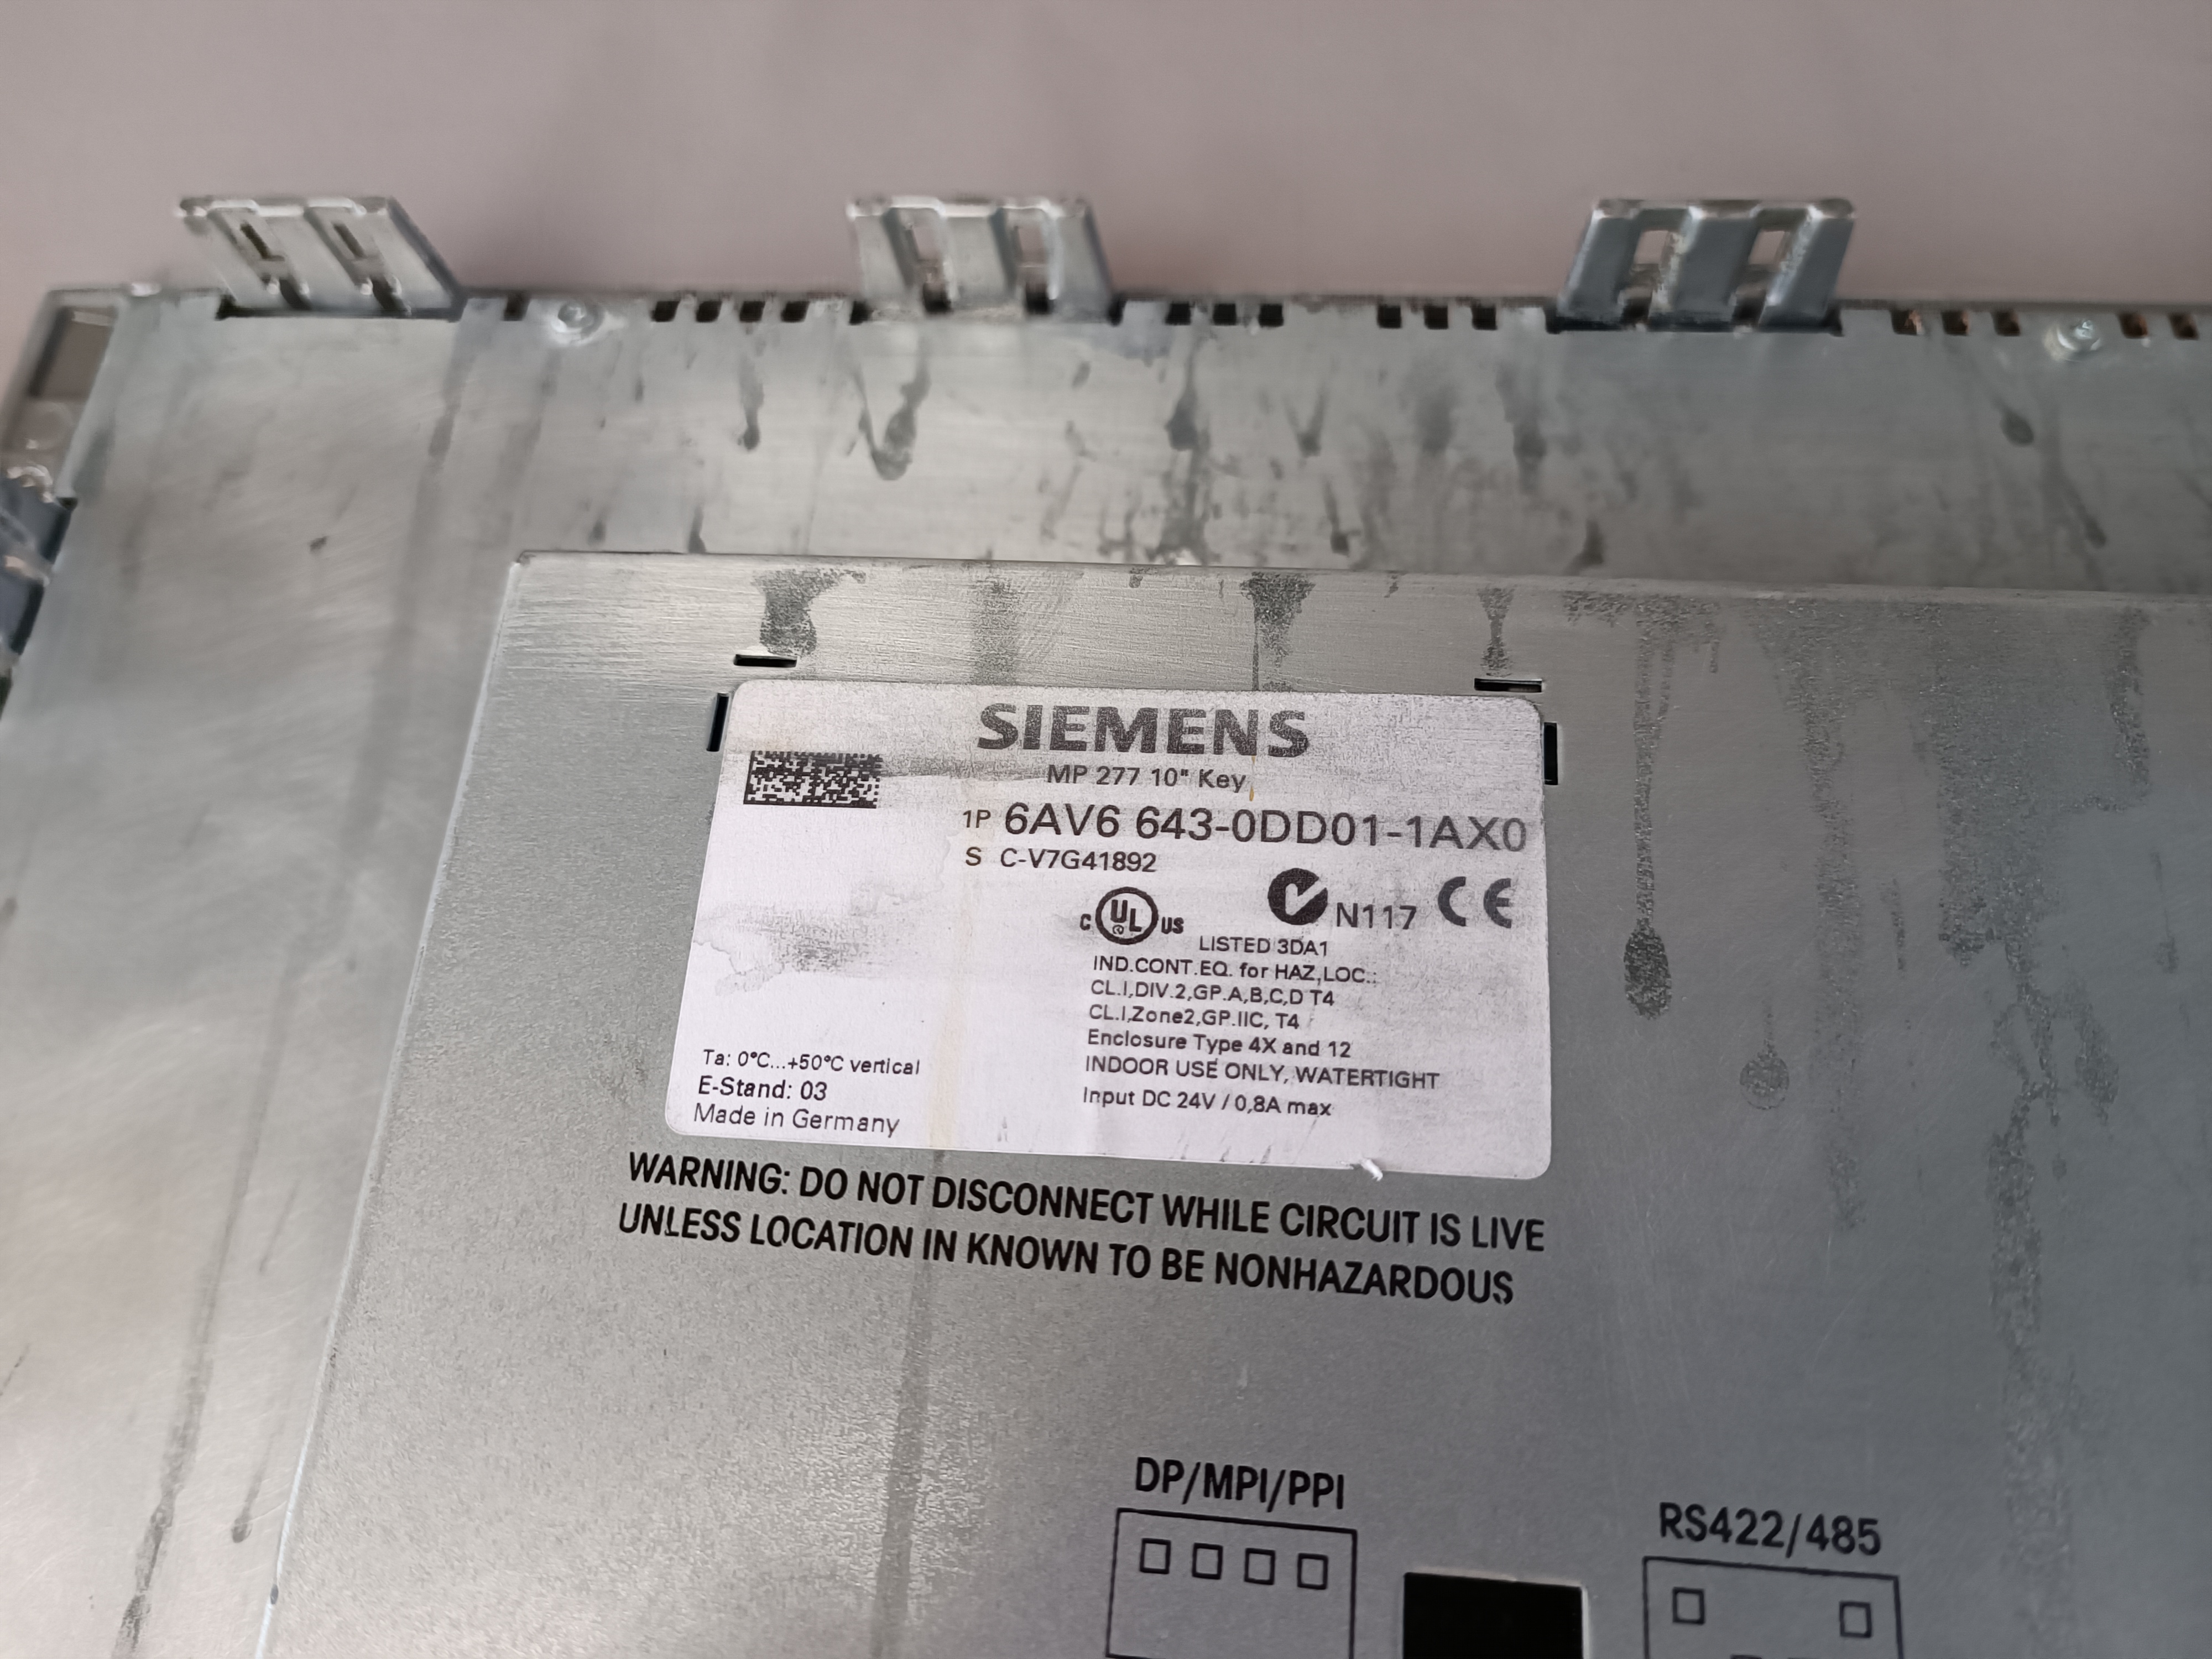 SIEMENS
MP 277 10" Key
1P 6AV6 643-0DD01-1AX0
S C-V7G41892
C UL US
N117 CE
LISTED 3DA1
IND.CONT.EQ. for HAZ,LOC.:
CL.I,DIV.2,GP.A,B,C,D T4
CL.I,Zone2,GP.IIC, T4
Enclosure Type 4X and 12
INDOOR USE ONLY, WATERTIGHT
Input DC 24V / 0,8A max
Ta: 0°C...+50°C vertical
E-Stand: 03
Made in Germany
WARNING: DO NOT DISCONNECT WHILE CIRCUIT IS LIVE
UNLESS LOCATION IN KNOWN TO BE NONHAZARDOUS
DP/MPI/PPI
RS422/485